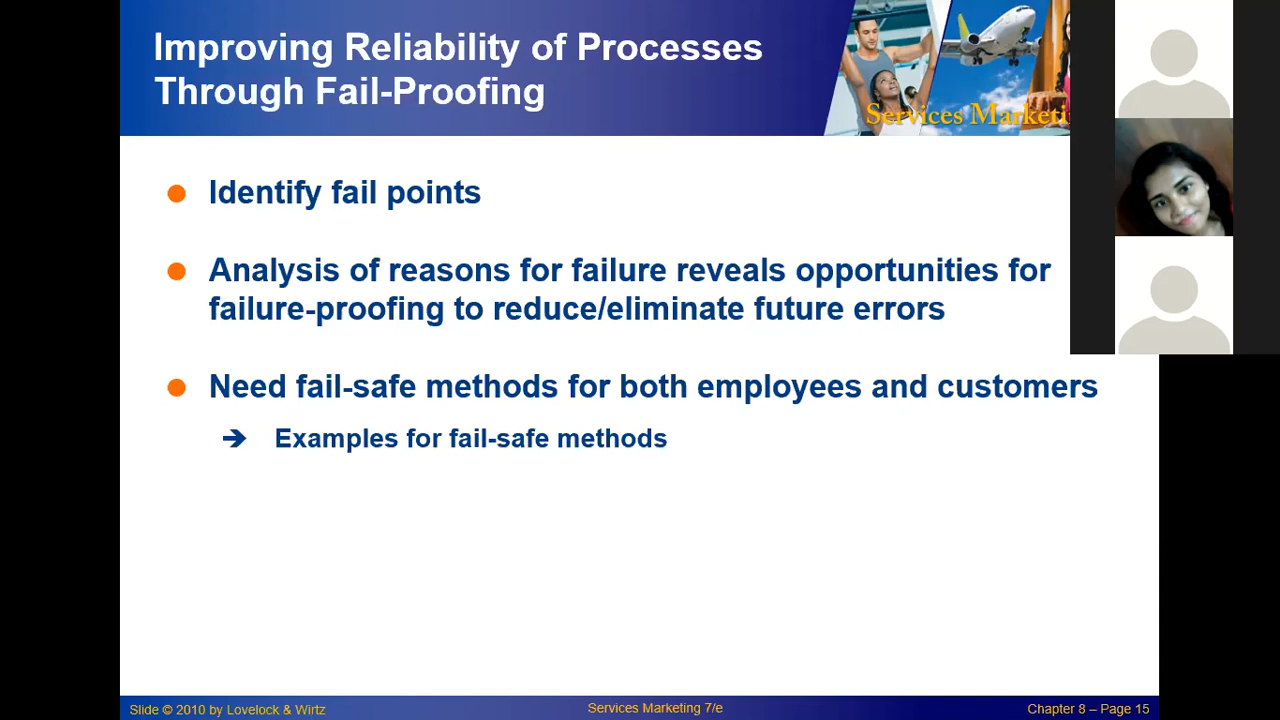 Improving Reliability of Processes
Through Fail-Proofing
Services Marketi
Identify fail points
Analysis of reasons for failure reveals opportunities for
failure-proofing to reduce/eliminate future errors
Need fail-safe methods for both employees and customers
Examples for fail-safe methods
Slide © 2010 by Lovelock & Wirtz
Services Marketing 7/e
Chapter 8 – Page 15